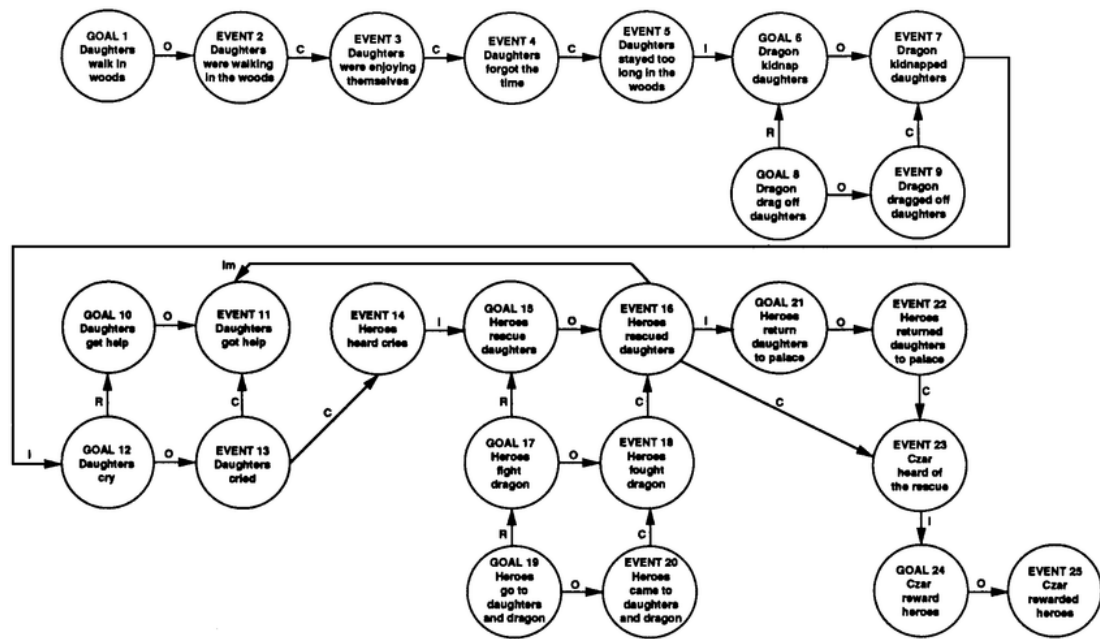 GOAL 1
Daughters
walk in
woods
O
EVENT 2
Daughters
were walking
in the woods
C
EVENT 3
Daughters
were enjoying
themselves
C
EVENT 4
Daughters
forgot the
time
C
EVENT 5
Daughters
stayed too
long in the
woods
I
GOAL 6
Dragon
kidnap
daughters
O
EVENT 7
Dragon
kidnapped
daughters
R
C
GOAL 8
Dragon
drag off
daughters
O
EVENT 9
Dragon
dragged off
daughters
Im
GOAL 10
Daughters
get help
O
EVENT 11
Daughters
got help
EVENT 14
Heroes
heard cries
I
GOAL 15
Heroes
rescue
daughters
O
EVENT 16
Heroes
rescued
daughters
I
GOAL 21
Heroes
return
daughters
to palace
O
EVENT 22
Heroes
returned
daughters
to palace
R
C
C
R
C
C
C
I
GOAL 12
Daughters
cry
O
EVENT 13
Daughters
cried
GOAL 17
Heroes
fight
dragon
O
EVENT 18
Heroes
fought
dragon
EVENT 23
Czar
heard of
the rescue
R
C
I
GOAL 19
Heroes
go to
daughters
and dragon
O
EVENT 20
Heroes
came to
daughters
and dragon
GOAL 24
Czar
reward
heroes
O
EVENT 25
Czar
rewarded
heroes